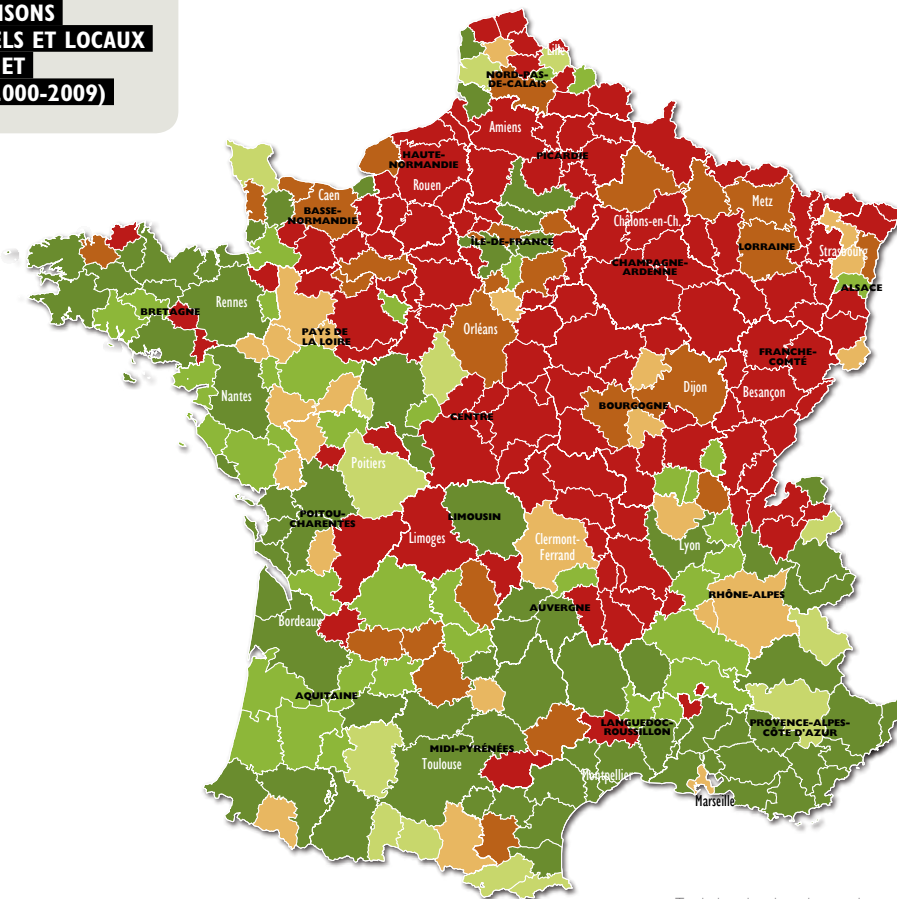 ISONS
ELS ET LOCAUX
ET
000-2009)
Lille
NORD-PAS-
DE-CALAIS
Amiens
HAUTE-
NORMANDIE
PICARDIE
Rouen
Caen
BASSE-
NORMANDIE
Metz
Châlons-en-Ch.
ÎLE-DE-FRANCE
LORRAINE
Strasbourg
CHAMPAGNE-
ARDENNE
ALSACE
Rennes
BRETAGNE
PAYS DE
LA LOIRE
Orléans
FRANCHE-
COMTÉ
Dijon
Besançon
Nantes
BOURGOGNE
CENTRE
Poitiers
POITOU-
CHARENTES
LIMOUSIN
Limoges
Clermont-
Ferrand
Lyon
RHÔNE-ALPES
AUVERGNE
Bordeaux
AQUITAINE
LANGUEDOC-
ROUSSILLON
PROVENCE-ALPES-
CÔTE D'AZUR
MIDI-PYRÉNÉES
Toulouse
Montpellier
Marseille